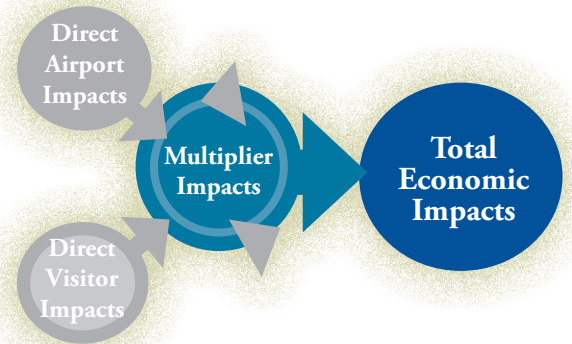 Direct
Airport
Impacts
Multiplier
Impacts
Total
Economic
Impacts
Direct
Visitor
Impacts